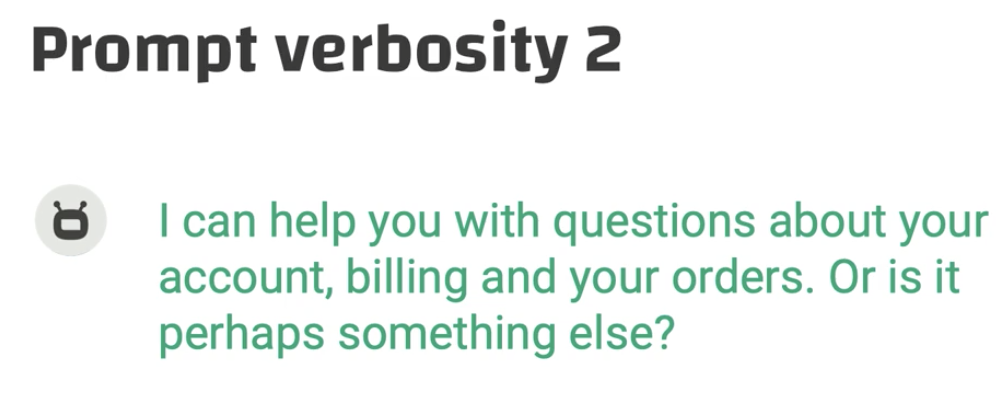 Prompt verbosity 2
I can help you with questions about your
account, billing and your orders. Or is it
perhaps something else?